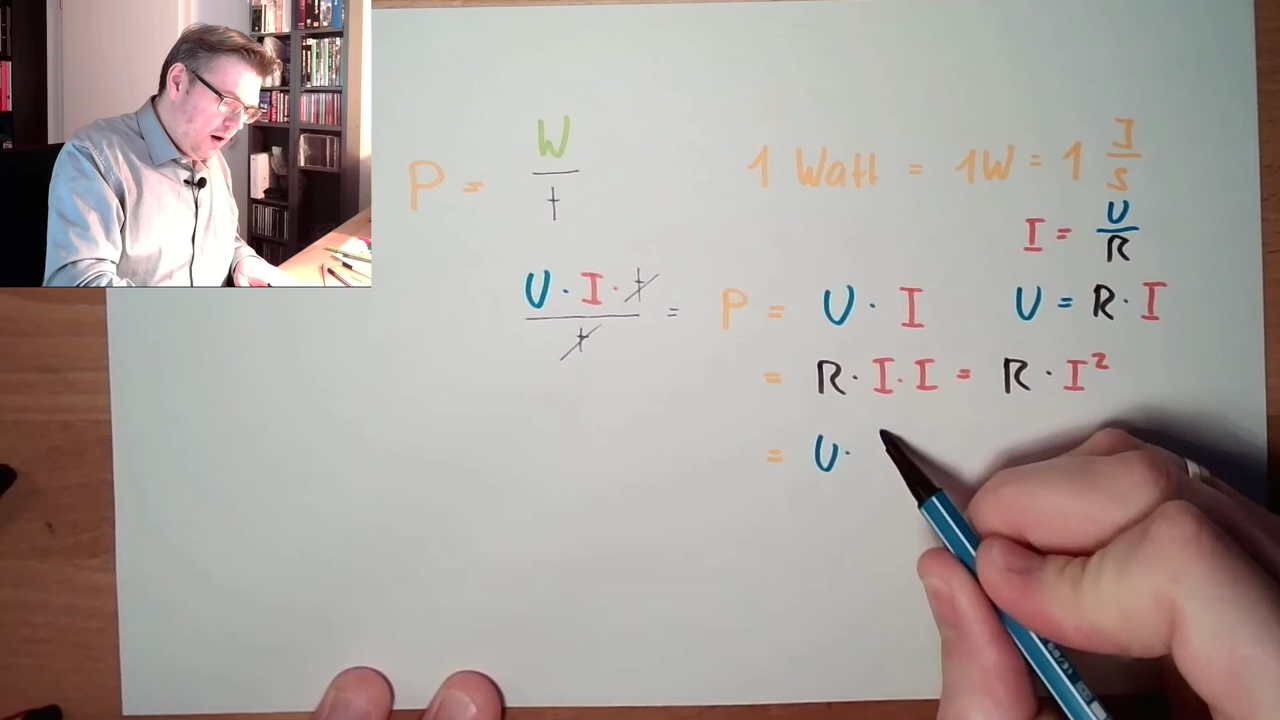 P = W/t
1 Watt = 1W = 1 J/s
I = U/R
U · I · t / t = P = U · I
U = R · I
= R · I · I = R · I²
= U ·